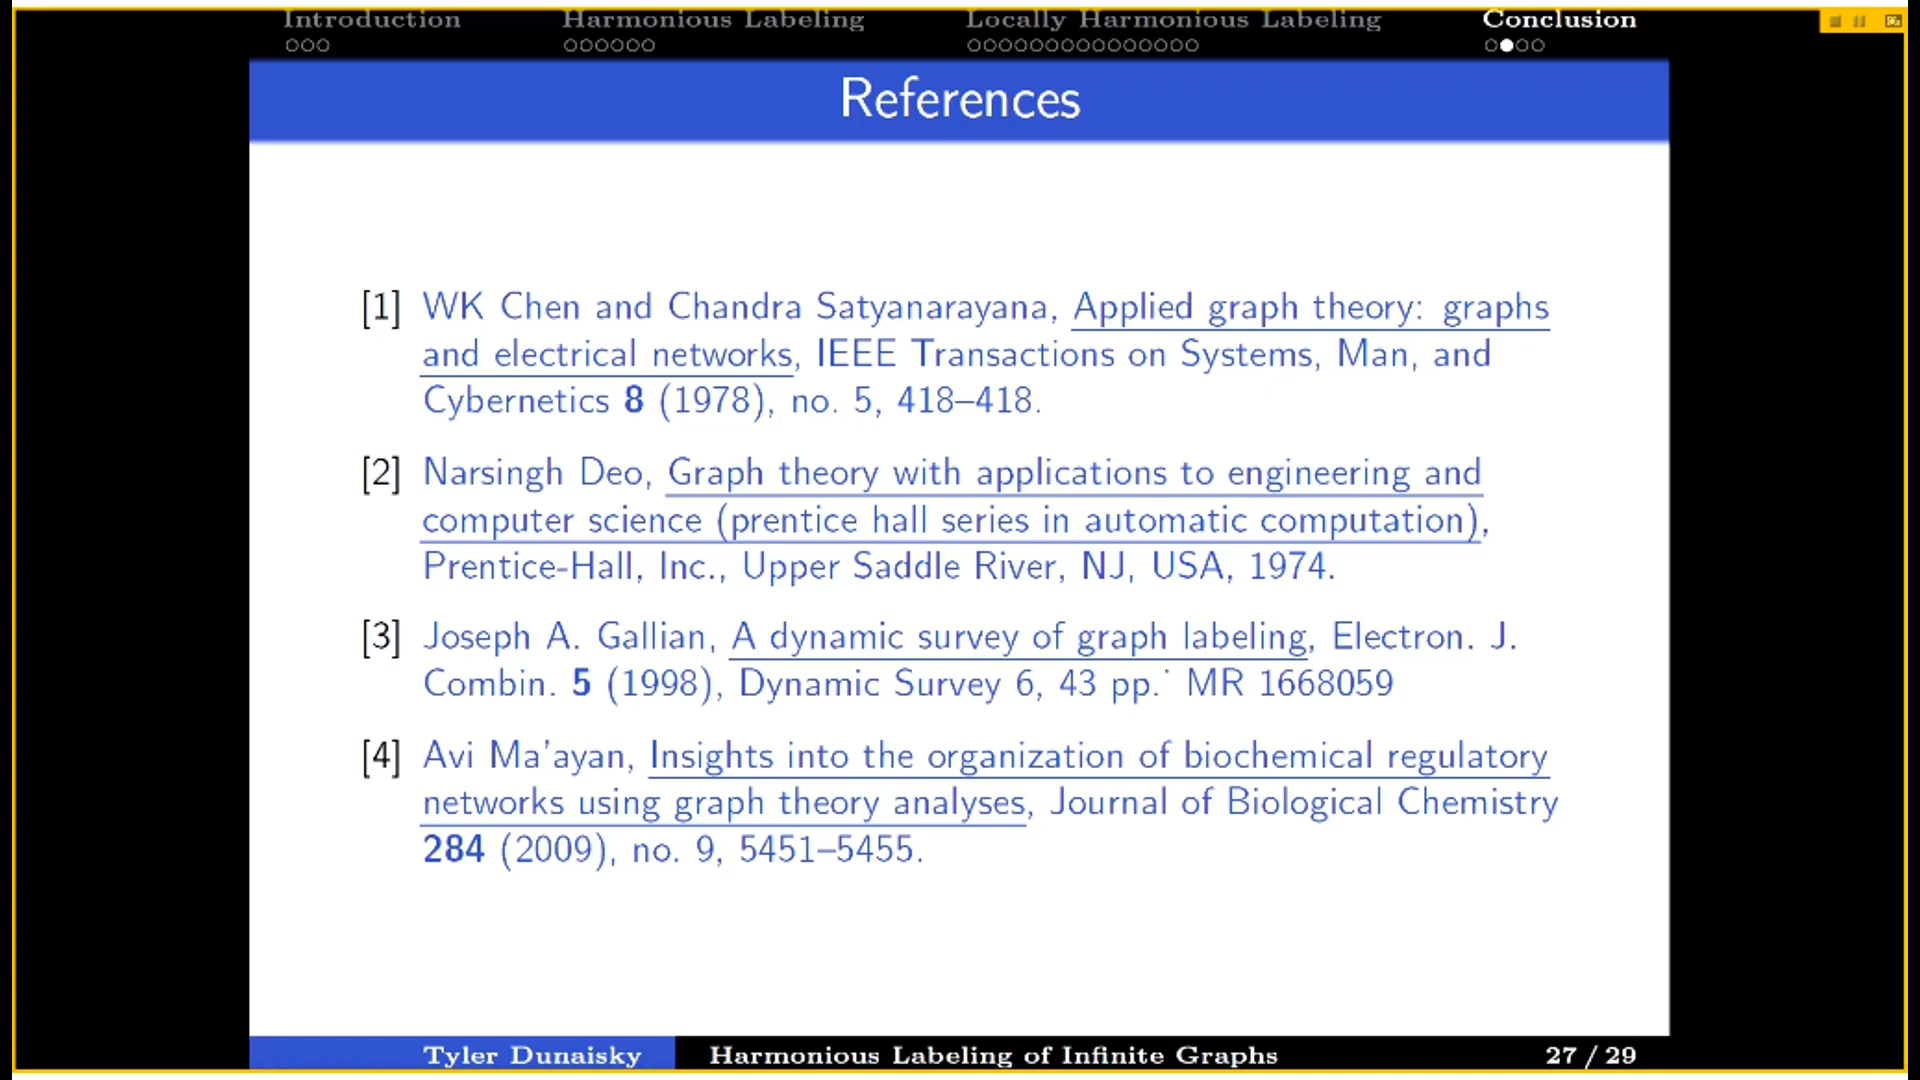 Introduction Harmonious Labeling Locally Harmonious Labeling Conclusion
References
[1] WK Chen and Chandra Satyanarayana, Applied graph theory: graphs
and electrical networks, IEEE Transactions on Systems, Man, and
Cybernetics 8 (1978), no. 5, 418–418.
[2] Narsingh Deo, Graph theory with applications to engineering and
computer science (prentice hall series in automatic computation),
Prentice-Hall, Inc., Upper Saddle River, NJ, USA, 1974.
[3] Joseph A. Gallian, A dynamic survey of graph labeling, Electron. J.
Combin. 5 (1998), Dynamic Survey 6, 43 pp. MR 1668059
[4] Avi Ma'ayan, Insights into the organization of biochemical regulatory
networks using graph theory analyses, Journal of Biological Chemistry
284 (2009), no. 9, 5451–5455.
Tyler Dunaisky Harmonious Labeling of Infinite Graphs 27 / 29